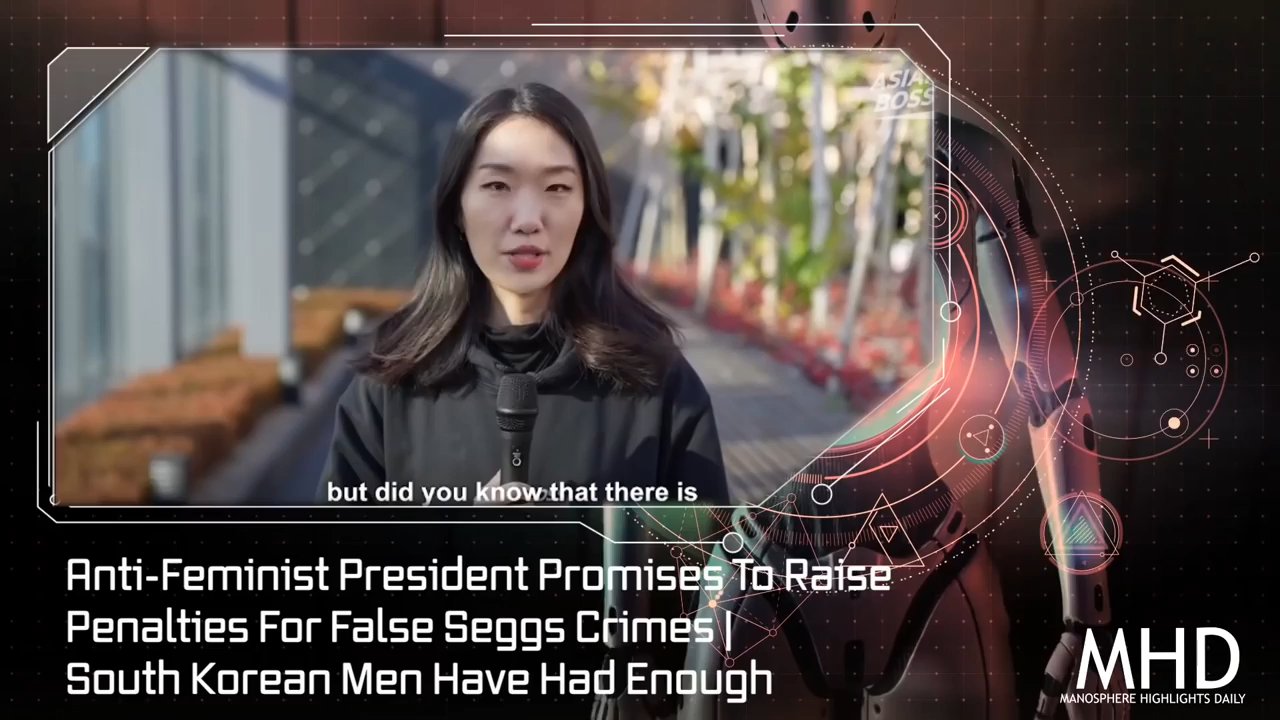 ASIAN
BOSS
but did you know that there is
Anti-Feminist President Promises To Raise
Penalties For False Seggs Crimes |
South Korean Men Have Had Enough
MHD
MANOSPHERE HIGHLIGHTS DAILY